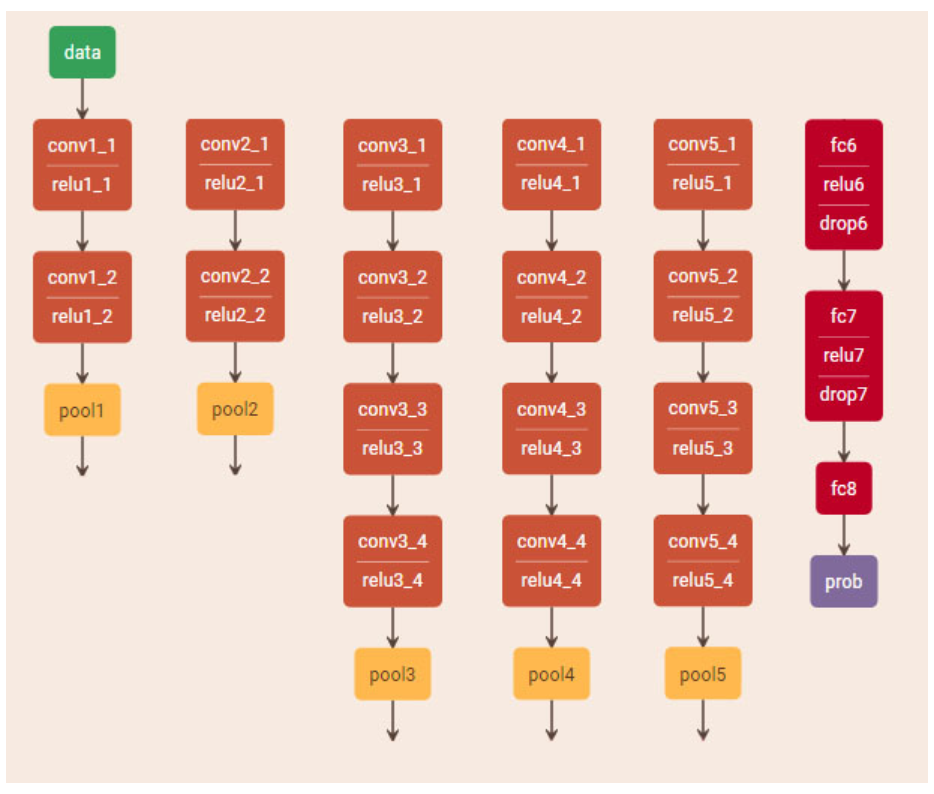 data
conv1_1
relu1_1
conv1_2
relu1_2
pool1
conv2_1
relu2_1
conv2_2
relu2_2
pool2
conv3_1
relu3_1
conv3_2
relu3_2
conv3_3
relu3_3
conv3_4
relu3_4
pool3
conv4_1
relu4_1
conv4_2
relu4_2
conv4_3
relu4_3
conv4_4
relu4_4
pool4
conv5_1
relu5_1
conv5_2
relu5_2
conv5_3
relu5_3
conv5_4
relu5_4
pool5
fc6
relu6
drop6
fc7
relu7
drop7
fc8
prob